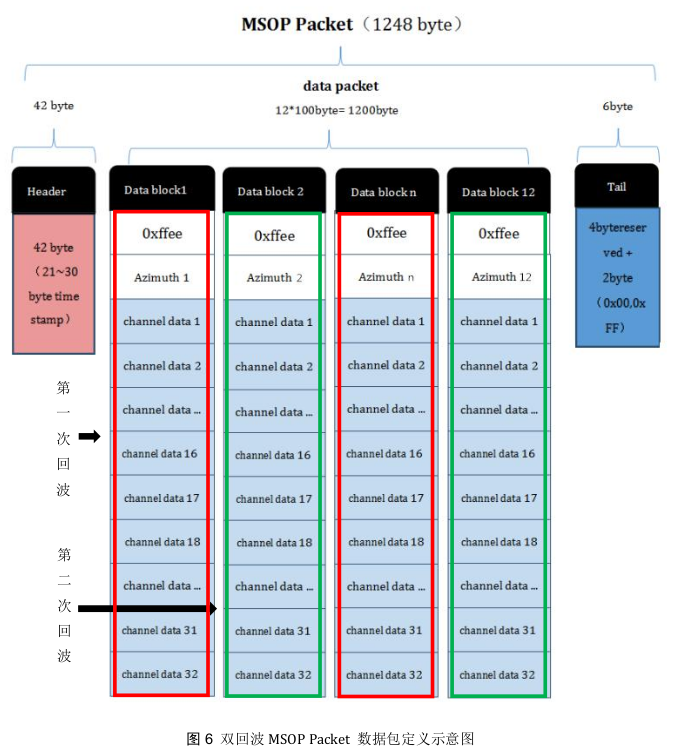 MSOP Packet（1248 byte）
data packet
42 byte
12*100byte= 1200byte
6byte
Header
42 byte
（21~30
byte time
stamp）
Data block1
0xffee
Azimuth 1
channel data 1
channel data 2
channel data ...
channel data 16
channel data 17
channel data 18
channel data ...
channel data 31
channel data 32
Data block 2
0xffee
Azimuth 2
channel data 1
channel data 2
channel data ...
channel data 16
channel data 17
channel data 18
channel data ...
channel data 31
channel data 32
Data block n
0xffee
Azimuth n
channel data 1
channel data 2
channel data ...
channel data 16
channel data 17
channel data 18
channel data ...
channel data 31
channel data 32
Data block 12
0xffee
Azimuth 12
channel data 1
channel data 2
channel data ...
channel data 16
channel data 17
channel data 18
channel data ...
channel data 31
channel data 32
Tail
4bytereser
ved +
2byte
（0x00,0x
FF）
第一次回波
第二次回波
图 6 双回波 MSOP Packet 数据包定义示意图